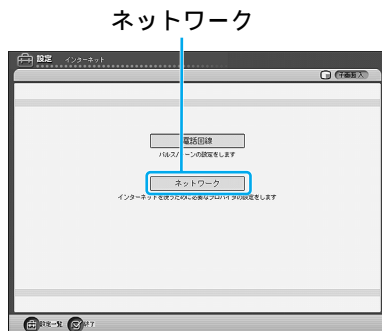 ネットワーク
設定 インターネット
子画面入
電話回線
パルス/トーンの設定をします
ネットワーク
インターネットを使うために必要なプロバイダの設定をします
設定一覧 終了